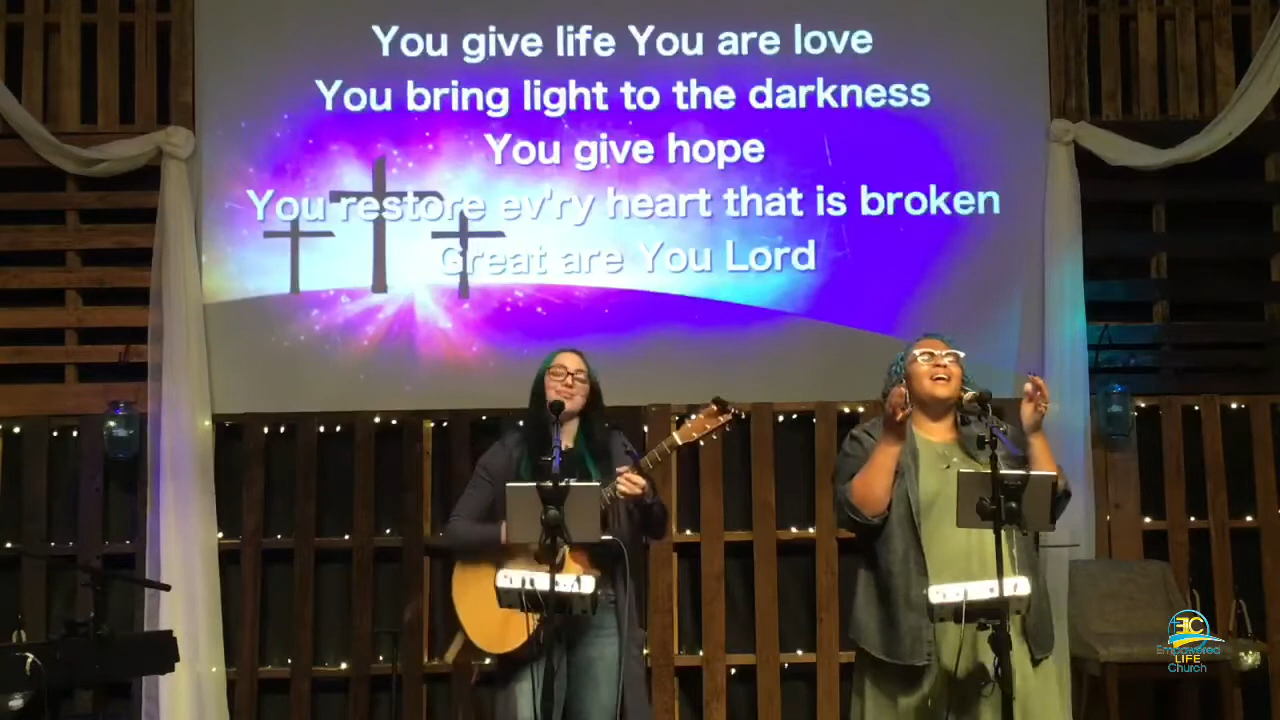 You give life You are love
You bring light to the darkness
You give hope
You restore ev'ry heart that is broken
Great are You Lord
ELC
Empowered
LIFE
Church